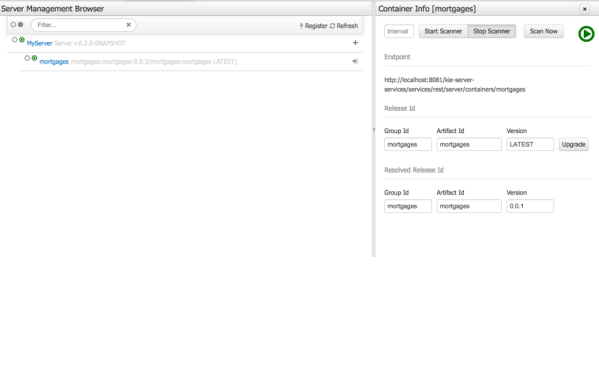 Server Management Browser
Filter...
Register Refresh
MyServer Server v.6.2.0-SNAPSHOT
mortgages mortgages:mortgages-0.0.1(mortgages:mortgages-LATEST)
Container Info [mortgages]
Interval Start Scanner Stop Scanner Scan Now
Endpoint
http://localhost:8081/kie-server-
services/services/rest/server/containers/mortgages
Release Id
Group Id Artifact Id Version
mortgages mortgages LATEST Upgrade
Resolved Release Id
Group Id Artifact Id Version
mortgages mortgages 0.0.1